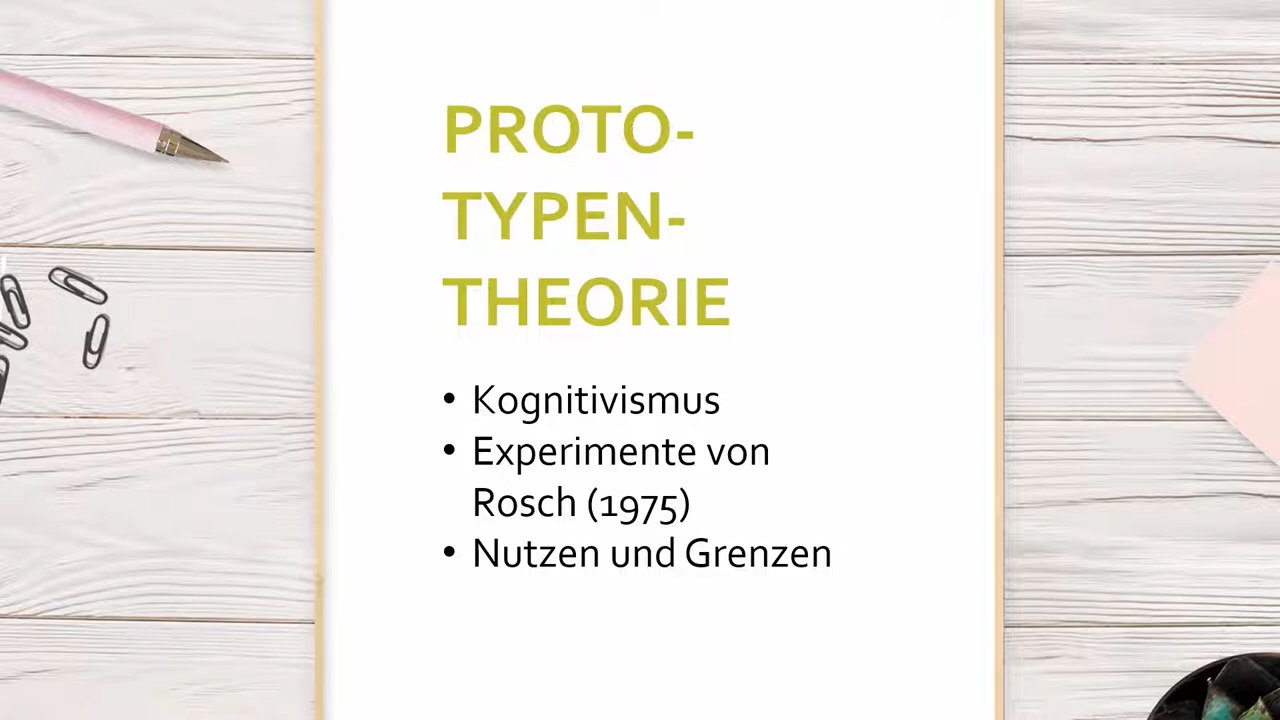 PROTO-
TYPEN-
THEORIE
• Kognitivismus
• Experimente von
Rosch (1975)
• Nutzen und Grenzen